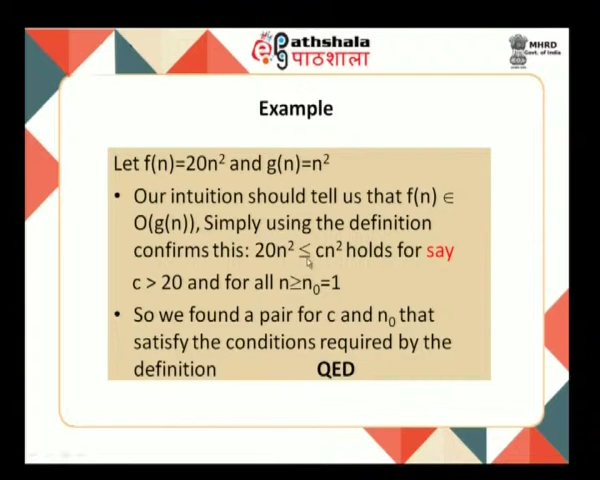 ePathshala
पाठशाला
MHRD
Govt. of India
Example
Let f(n)=20n² and g(n)=n²
• Our intuition should tell us that f(n) ∈
O(g(n)), Simply using the definition
confirms this: 20n² ≤ cn² holds for say
c > 20 and for all n≥n₀=1
• So we found a pair for c and n₀ that
satisfy the conditions required by the
definition QED